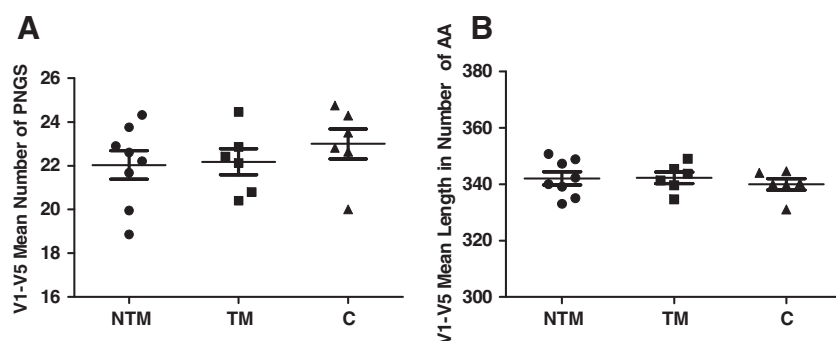 A
V1-V5 Mean Number of PNGS
26
24
22
20
18
16
NTM TM C
B
V1-V5 Mean Length in Number of AA
380
360
340
320
300
NTM TM C